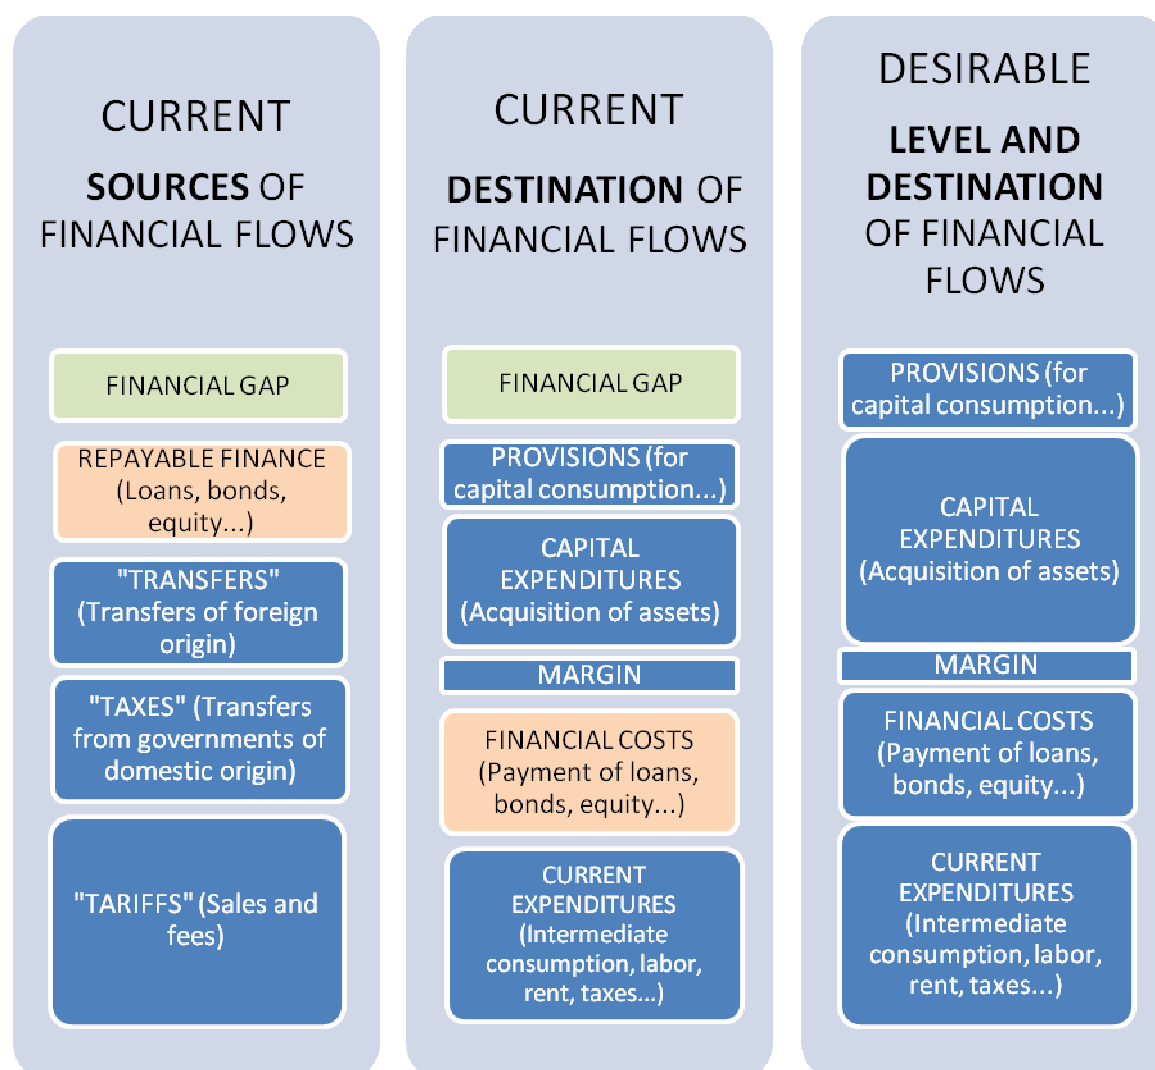 CURRENT
SOURCES OF
FINANCIAL FLOWS
FINANCIAL GAP
REPAYABLE FINANCE
(Loans, bonds,
equity...)
"TRANSFERS"
(Transfers of foreign
origin)
"TAXES" (Transfers
from governments of
domestic origin)
"TARIFFS" (Sales and
fees)
CURRENT
DESTINATION OF
FINANCIAL FLOWS
FINANCIAL GAP
PROVISIONS (for
capital consumption...)
CAPITAL
EXPENDITURES
(Acquisition of assets)
MARGIN
FINANCIAL COSTS
(Payment of loans,
bonds, equity...)
CURRENT
EXPENDITURES
(Intermediate
consumption, labor,
rent, taxes...)
DESIRABLE
LEVEL AND
DESTINATION
OF FINANCIAL
FLOWS
PROVISIONS (for
capital consumption...)
CAPITAL
EXPENDITURES
(Acquisition of assets)
MARGIN
FINANCIAL COSTS
(Payment of loans,
bonds, equity...)
CURRENT
EXPENDITURES
(Intermediate
consumption, labor,
rent, taxes...)